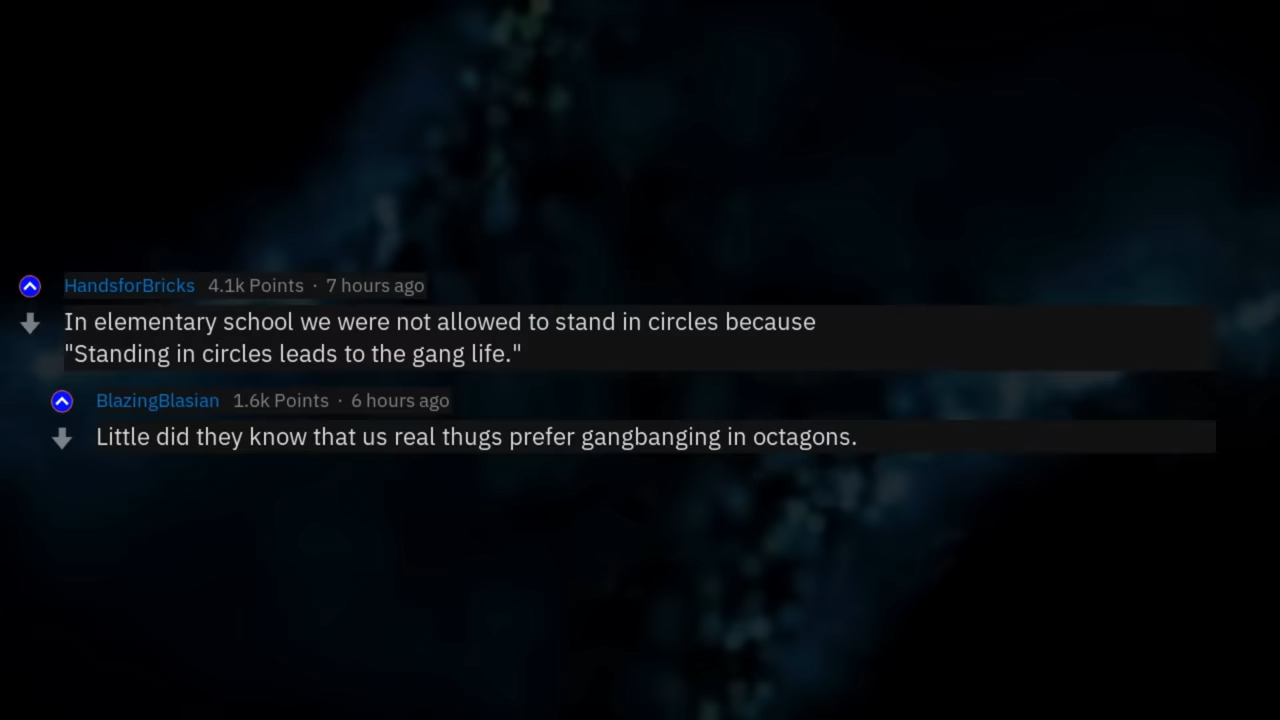 HandsforBricks 4.1k Points · 7 hours ago
In elementary school we were not allowed to stand in circles because
"Standing in circles leads to the gang life."
BlazingBlasian 1.6k Points · 6 hours ago
Little did they know that us real thugs prefer gangbanging in octagons.